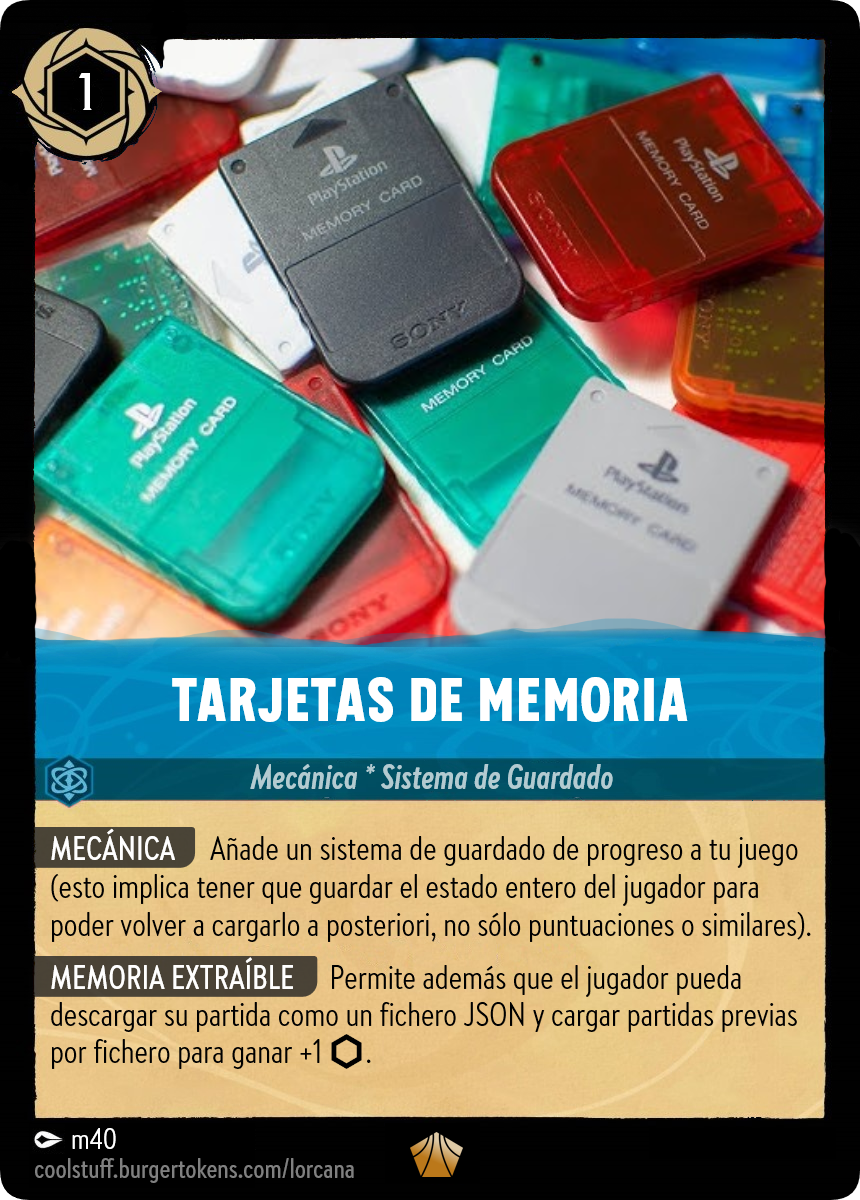 1
PlayStation
MEMORY CARD
SONY
PlayStation
MEMORY CARD
SONY
MEMORY CARD
PlayStation
MEMORY CARD
SONY
PlayStation
MEMORY CARD
SONY
TARJETAS DE MEMORIA
Mecánica * Sistema de Guardado
MECÁNICA Añade un sistema de guardado de progreso a tu juego
(esto implica tener que guardar el estado entero del jugador para
poder volver a cargarlo a posteriori, no sólo puntuaciones o similares).
MEMORIA EXTRAÍBLE Permite además que el jugador pueda
descargar su partida como un fichero JSON y cargar partidas previas
por fichero para ganar +1 .
m40
coolstuff.burgertokens.com/lorcana